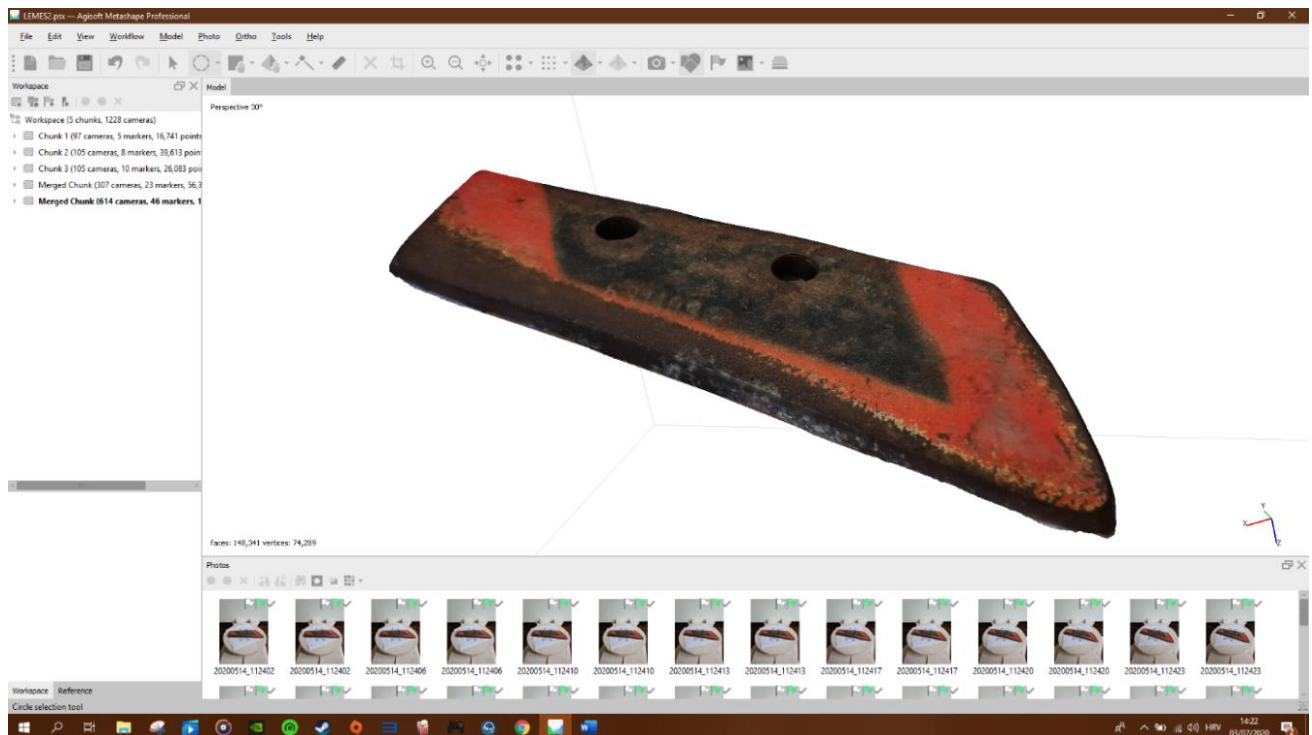 LEMES2.psx — Agisoft Metashape Professional
File Edit View Workflow Model Photo Ortho Tools Help
Workspace
Model
Perspective 30°
Workspace (5 chunks, 1228 cameras)
Chunk 1 (97 cameras, 5 markers, 16,741 points
Chunk 2 (105 cameras, 8 markers, 39,613 poin
Chunk 3 (105 cameras, 10 markers, 26,083 poi
Merged Chunk (307 cameras, 23 markers, 56,3
Merged Chunk (614 cameras, 46 markers, 1
X Y Z
faces: 148,341 vertices: 74,289
Photos
20200514_112402 20200514_112402 20200514_112406 20200514_112406 20200514_112410 20200514_112410 20200514_112413 20200514_112413 20200514_112417 20200514_112417 20200514_112420 20200514_112420 20200514_112423 20200514_112423
Workspace Reference
Circle selection tool
HRV
14:22
03/07/2020